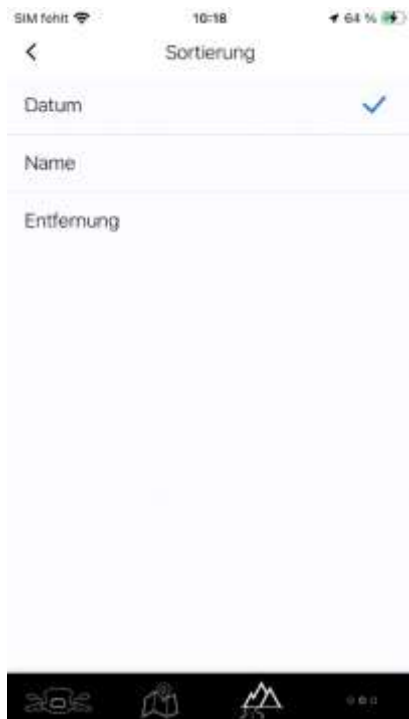 SIM fehlt 10:18 64 %
Sortierung
Datum
Name
Entfernung